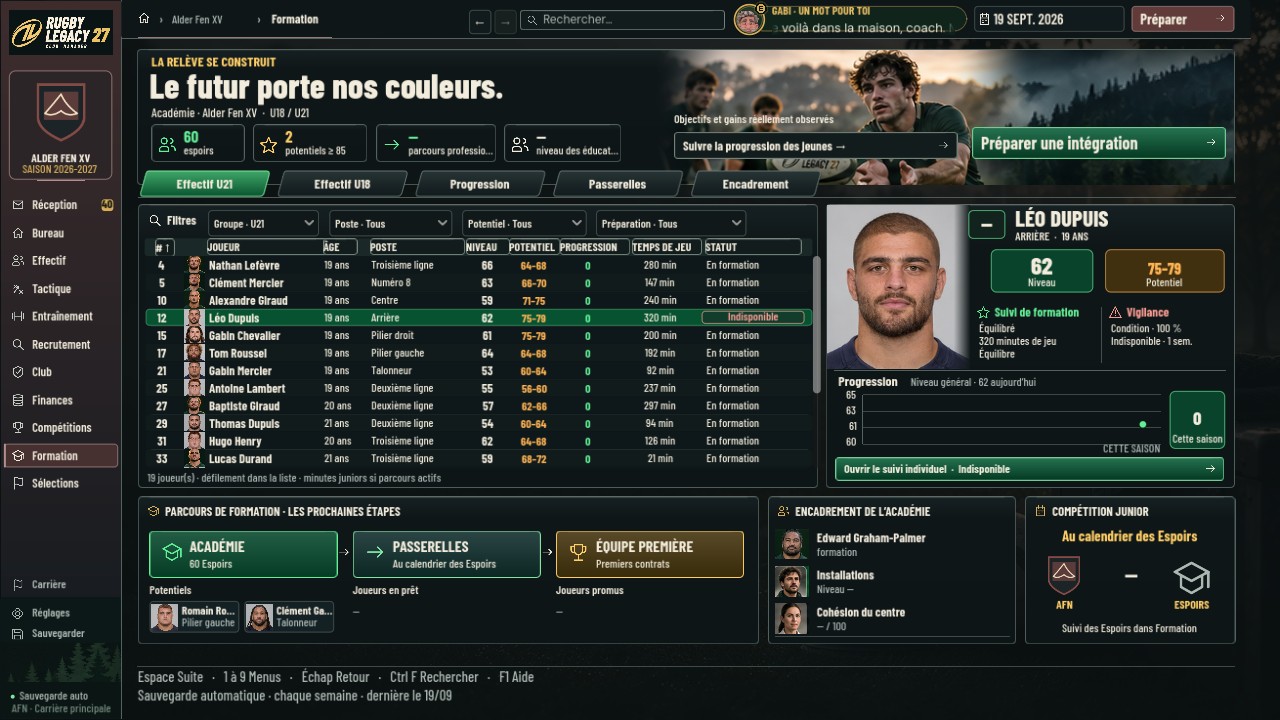 RUGBY
LEGACY 27
CLUB MANAGER
ALDER FEN XV
SAISON 2026-2027
Réception
40
Bureau
Effectif
Tactique
Entraînement
Recrutement
Club
Finances
Compétitions
Formation
Sélections
Carrière
Réglages
Sauvegarder
Sauvegarde auto
AFN · Carrière principale
› Alder Fen XV › Formation
← → Rechercher...
GABI · UN MOT POUR TOI
voilà dans la maison, coach.
19 SEPT. 2026
Préparer →
LA RELÈVE SE CONSTRUIT
Le futur porte nos couleurs.
Académie · Alder Fen XV · U18 / U21
60
espoirs
2
potentiels ≥ 85
–
parcours professio...
–
niveau des éducat...
Objectifs et gains réellement observés
Suivre la progression des jeunes → →
LEGACY 27
Préparer une intégration →
Effectif U21
Effectif U18
Progression
Passerelles
Encadrement
Filtres
Groupe · U21
Poste · Tous
Potentiel · Tous
Préparation · Tous
# ↑ JOUEUR ÂGE POSTE NIVEAU POTENTIEL PROGRESSION TEMPS DE JEU STATUT
4 Nathan Lefèvre 19 ans Troisième ligne 66 64-68 0 280 min En formation
5 Clément Mercier 19 ans Numéro 8 63 66-70 0 147 min En formation
10 Alexandre Giraud 19 ans Centre 59 71-75 0 240 min En formation
12 Léo Dupuis 19 ans Arrière 62 75-79 0 320 min Indisponible
15 Gabin Chevalier 19 ans Pilier droit 61 75-79 0 200 min En formation
17 Tom Roussel 19 ans Pilier gauche 64 64-68 0 192 min En formation
21 Gabin Mercier 19 ans Talonneur 53 60-64 0 92 min En formation
25 Antoine Lambert 19 ans Deuxième ligne 55 56-60 0 237 min En formation
27 Baptiste Giraud 20 ans Deuxième ligne 57 62-66 0 297 min En formation
29 Thomas Dupuis 21 ans Deuxième ligne 54 60-64 0 94 min En formation
31 Hugo Henry 20 ans Troisième ligne 62 64-68 0 126 min En formation
33 Lucas Durand 21 ans Troisième ligne 59 68-72 0 21 min En formation
19 joueur(s) · défilement dans la liste · minutes juniors si parcours actifs
– LÉO DUPUIS
ARRIÈRE · 19 ANS
62
Niveau
75-79
Potentiel
Suivi de formation
Équilibré
320 minutes de jeu
Équilibre
Vigilance
Condition · 100 %
Indisponible · 1 sem.
Progression Niveau général · 62 aujourd'hui
65
63
61
60
CETTE SAISON
0
Cette saison
Ouvrir le suivi individuel · Indisponible →
PARCOURS DE FORMATION · LES PROCHAINES ÉTAPES
ACADÉMIE
60 Espoirs
→
PASSERELLES
Au calendrier des Espoirs
→
ÉQUIPE PREMIÈRE
Premiers contrats
Potentiels
Joueurs en prêt
Joueurs promus
Romain Ro...
Pilier gauche
Clément Ga...
Talonneur
–
–
ENCADREMENT DE L'ACADÉMIE
Edward Graham-Palmer
formation
Installations
Niveau —
Cohésion du centre
— / 100
COMPÉTITION JUNIOR
Au calendrier des Espoirs
AFN
–
ESPOIRS
Suivi des Espoirs dans Formation
Espace Suite · 1 à 9 Menus · Échap Retour · Ctrl F Rechercher · F1 Aide
Sauvegarde automatique · chaque semaine · dernière le 19/09